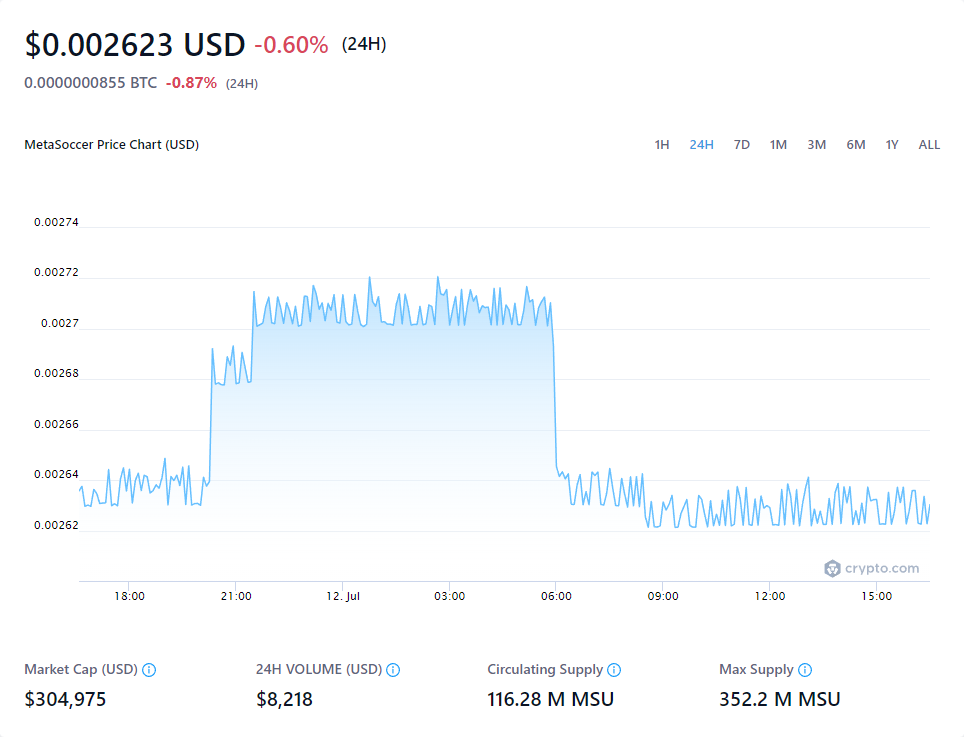 $0.002623 USD -0.60% (24H)
0.0000000855 BTC -0.87% (24H)
MetaSoccer Price Chart (USD) 1H 24H 7D 1M 3M 6M 1Y ALL
0.00274
0.00272
0.0027
0.00268
0.00266
0.00264
0.00262
crypto.com
18:00 21:00 12. Jul 03:00 06:00 09:00 12:00 15:00
Market Cap (USD) 24H VOLUME (USD) Circulating Supply Max Supply
$304,975 $8,218 116.28 M MSU 352.2 M MSU